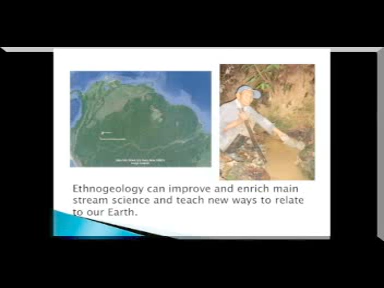 Ethnogeology can improve and enrich main
stream science and teach new ways to relate
to our Earth.